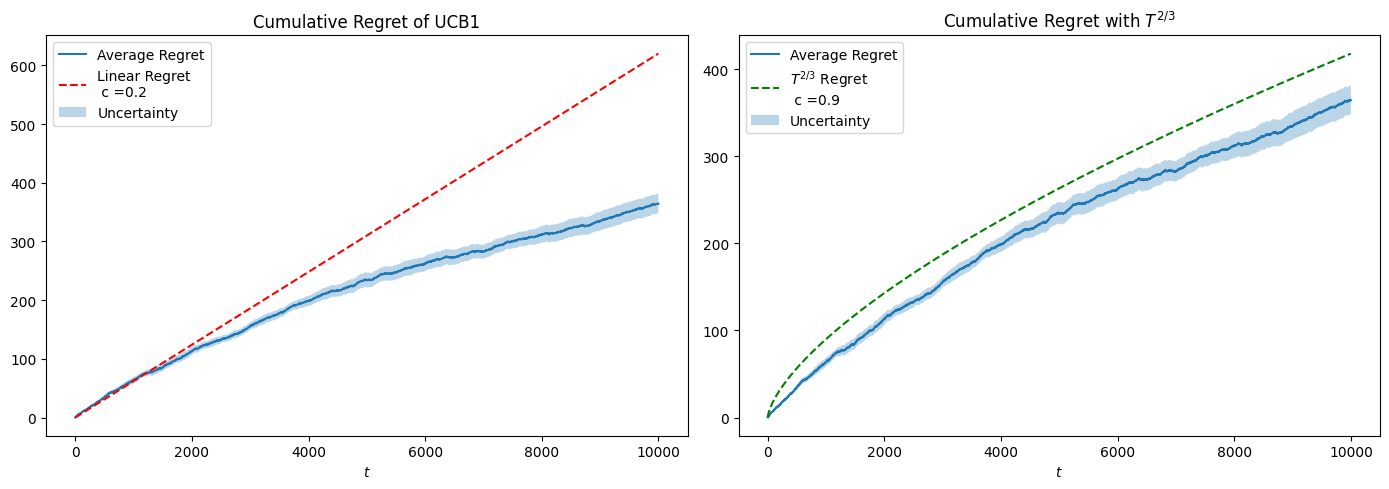 Cumulative Regret of UCB1
Average Regret
Linear Regret
c =0.2
Uncertainty
600
500
400
300
200
100
0
0 2000 4000 6000 8000 10000
t
Cumulative Regret with T^{2/3}
Average Regret
T^{2/3} Regret
c =0.9
Uncertainty
400
300
200
100
0
0 2000 4000 6000 8000 10000
t